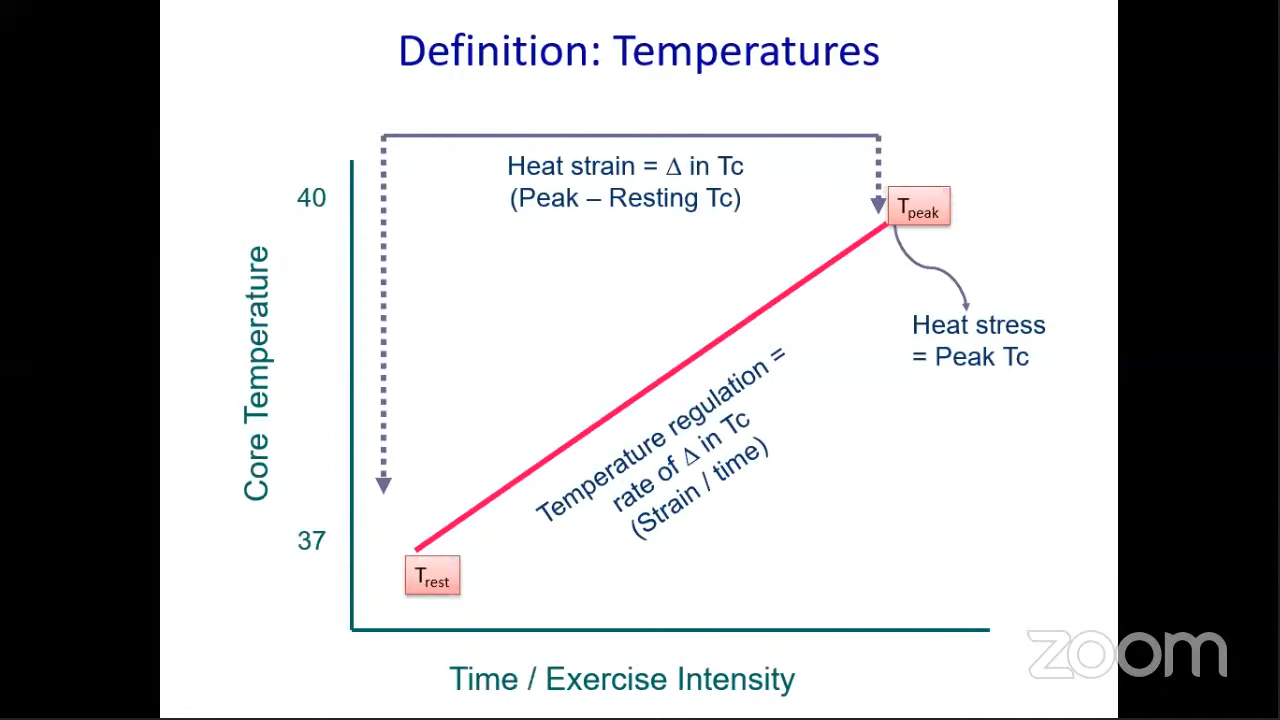 Definition: Temperatures
Heat strain = Δ in Tc
(Peak – Resting Tc)
40
T peak
Heat stress
= Peak Tc
Core Temperature
Temperature regulation =
rate of Δ in Tc
(Strain / time)
37
T rest
Time / Exercise Intensity
zoom